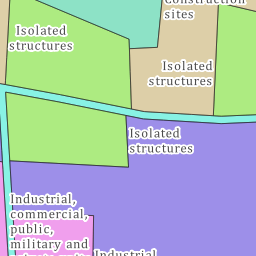 Construction
sites
Isolated
structures
Isolated
structures
Isolated
structures
Industrial,
commercial,
public,
military and
Industrial